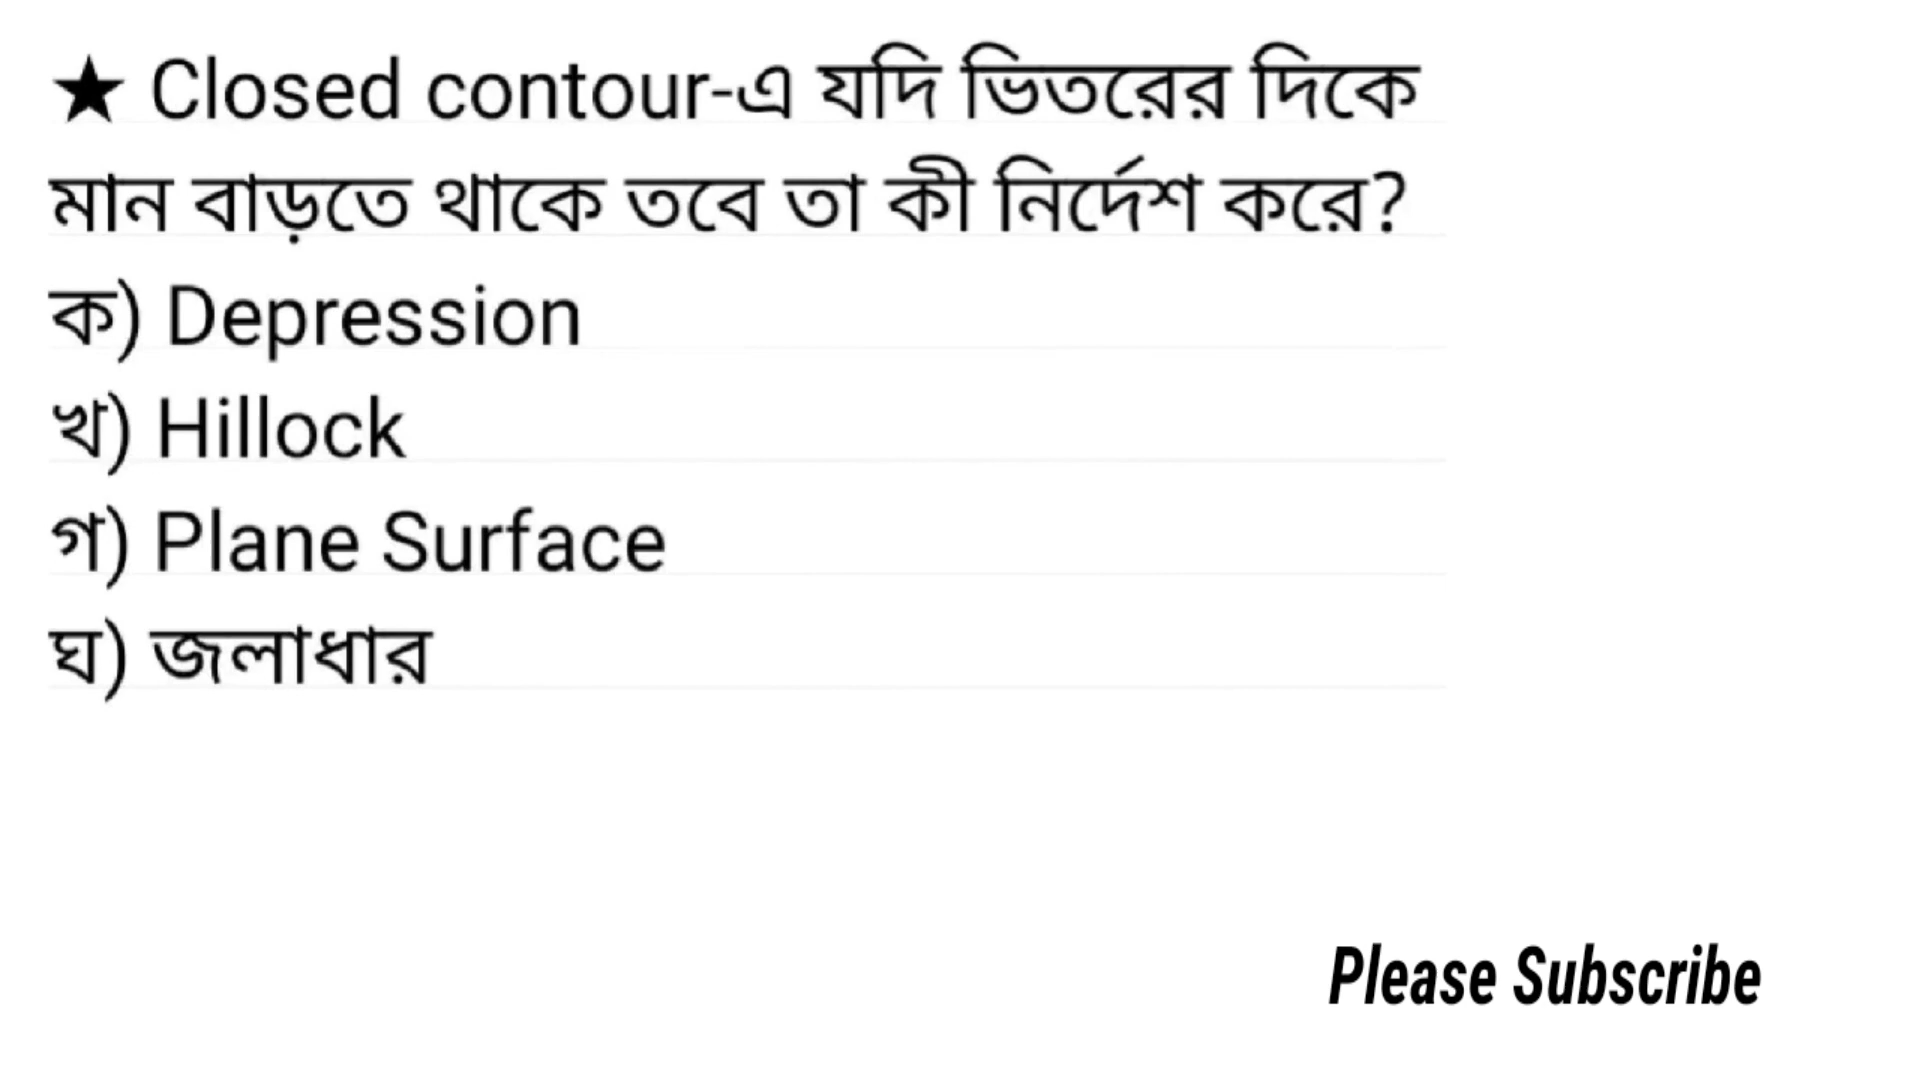 ★ Closed contour-এ যদি ভিতরের দিকে
মান বাড়তে থাকে তবে তা কী নির্দেশ করে?
ক) Depression
খ) Hillock
গ) Plane Surface
ঘ) জলাধার
Please Subscribe